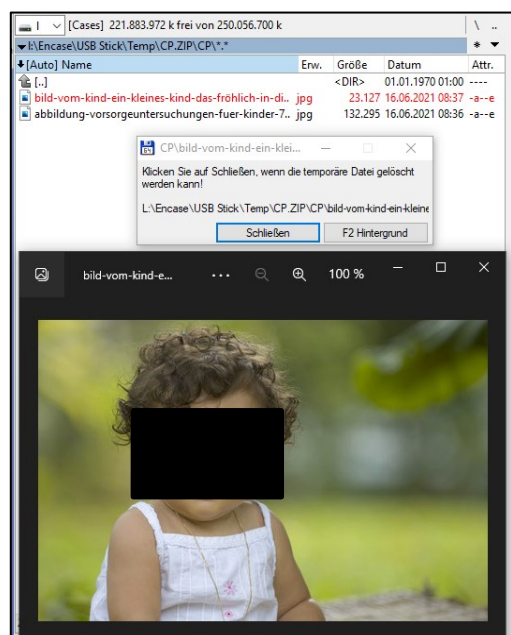 I [Cases] 221.883.972 k frei von 250.056.700 k \ ..
I:\Encase\USB Stick\Temp\CP.ZIP\CP\*.* *
[Auto] Name Erw. Größe Datum Attr.
[..] <DIR> 01.01.1970 01:00 ----
bild-vom-kind-ein-kleines-kind-das-fröhlich-in-di.. jpg 23.127 16.06.2021 08:37 -a--e
abbildung-vorsorgeuntersuchungen-fuer-kinder-7.. jpg 132.295 16.06.2021 08:36 -a--e
CP\bild-vom-kind-ein-klei...
Klicken Sie auf Schließen, wenn die temporäre Datei gelöscht
werden kann!
L:\Encase\USB Stick\Temp\CP.ZIP\CP\bild-vom-kind-ein-kleine
Schließen F2 Hintergrund
bild-vom-kind-e... ... 100 %